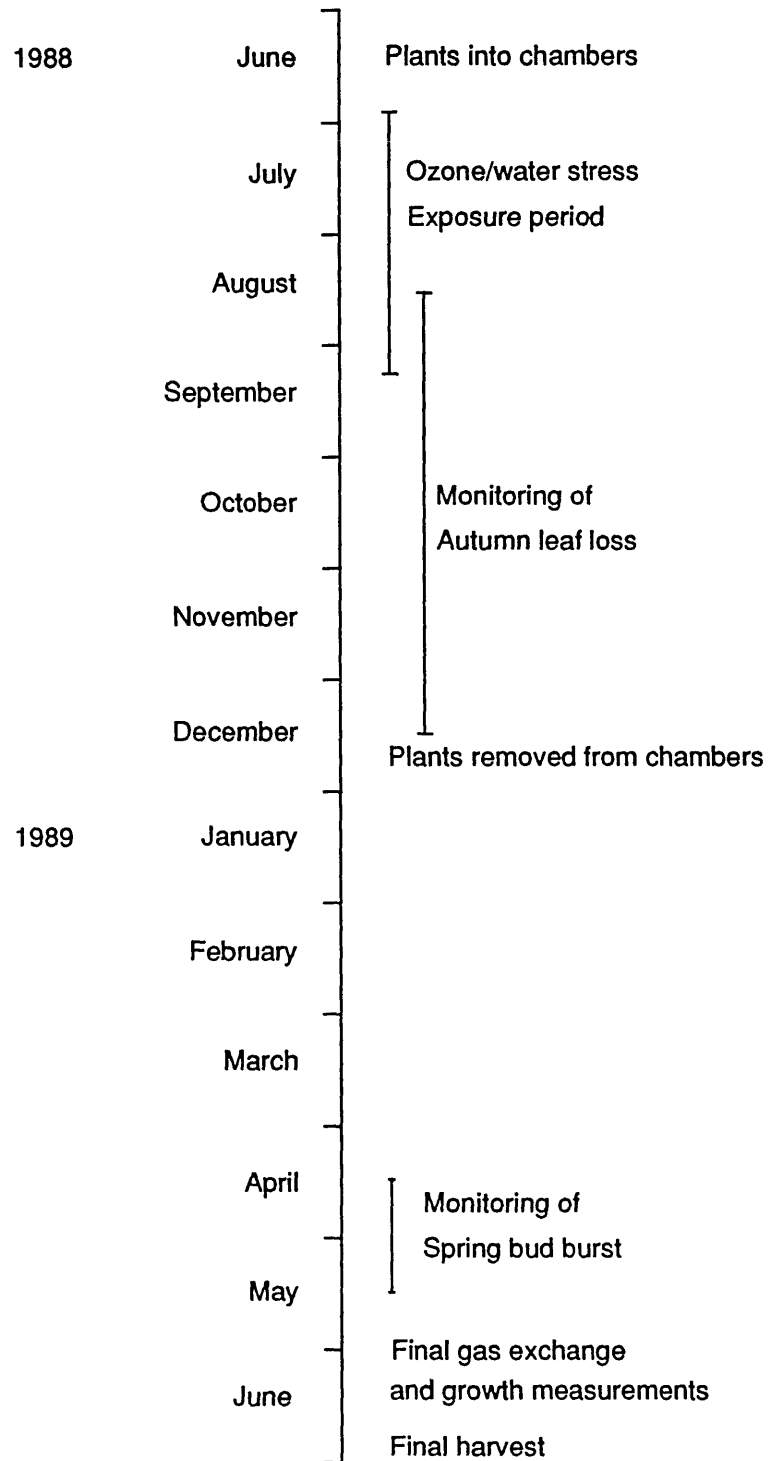 1988 June Plants into chambers
July Ozone/water stress
Exposure period
August
September
October Monitoring of
Autumn leaf loss
November
December
Plants removed from chambers
1989 January
February
March
April Monitoring of
Spring bud burst
May
Final gas exchange
June and growth measurements
Final harvest